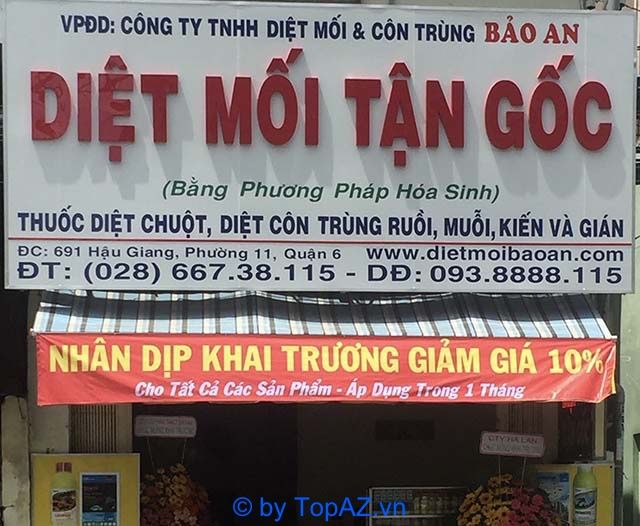 VPĐD: CÔNG TY TNHH DIỆT MỐI & CÔN TRÙNG BẢO AN
DIỆT MỐI TẬN GỐC
(Bằng Phương Pháp Hóa Sinh)
THUỐC DIỆT CHUỘT, DIỆT CÔN TRÙNG RUỒI, MUỖI, KIẾN VÀ GIÁN
ĐC: 691 Hậu Giang, Phường 11, Quận 6 www.dietmoibaoan.com
ĐT: (028) 667.38.115 - DĐ: 093.8888.115
NHÂN DỊP KHAI TRƯƠNG GIẢM GIÁ 10%
Cho Tất Cả Các Sản Phẩm - Áp Dụng Trong 1 Tháng
CTY HÀ LAN
© by TopAZ.vn